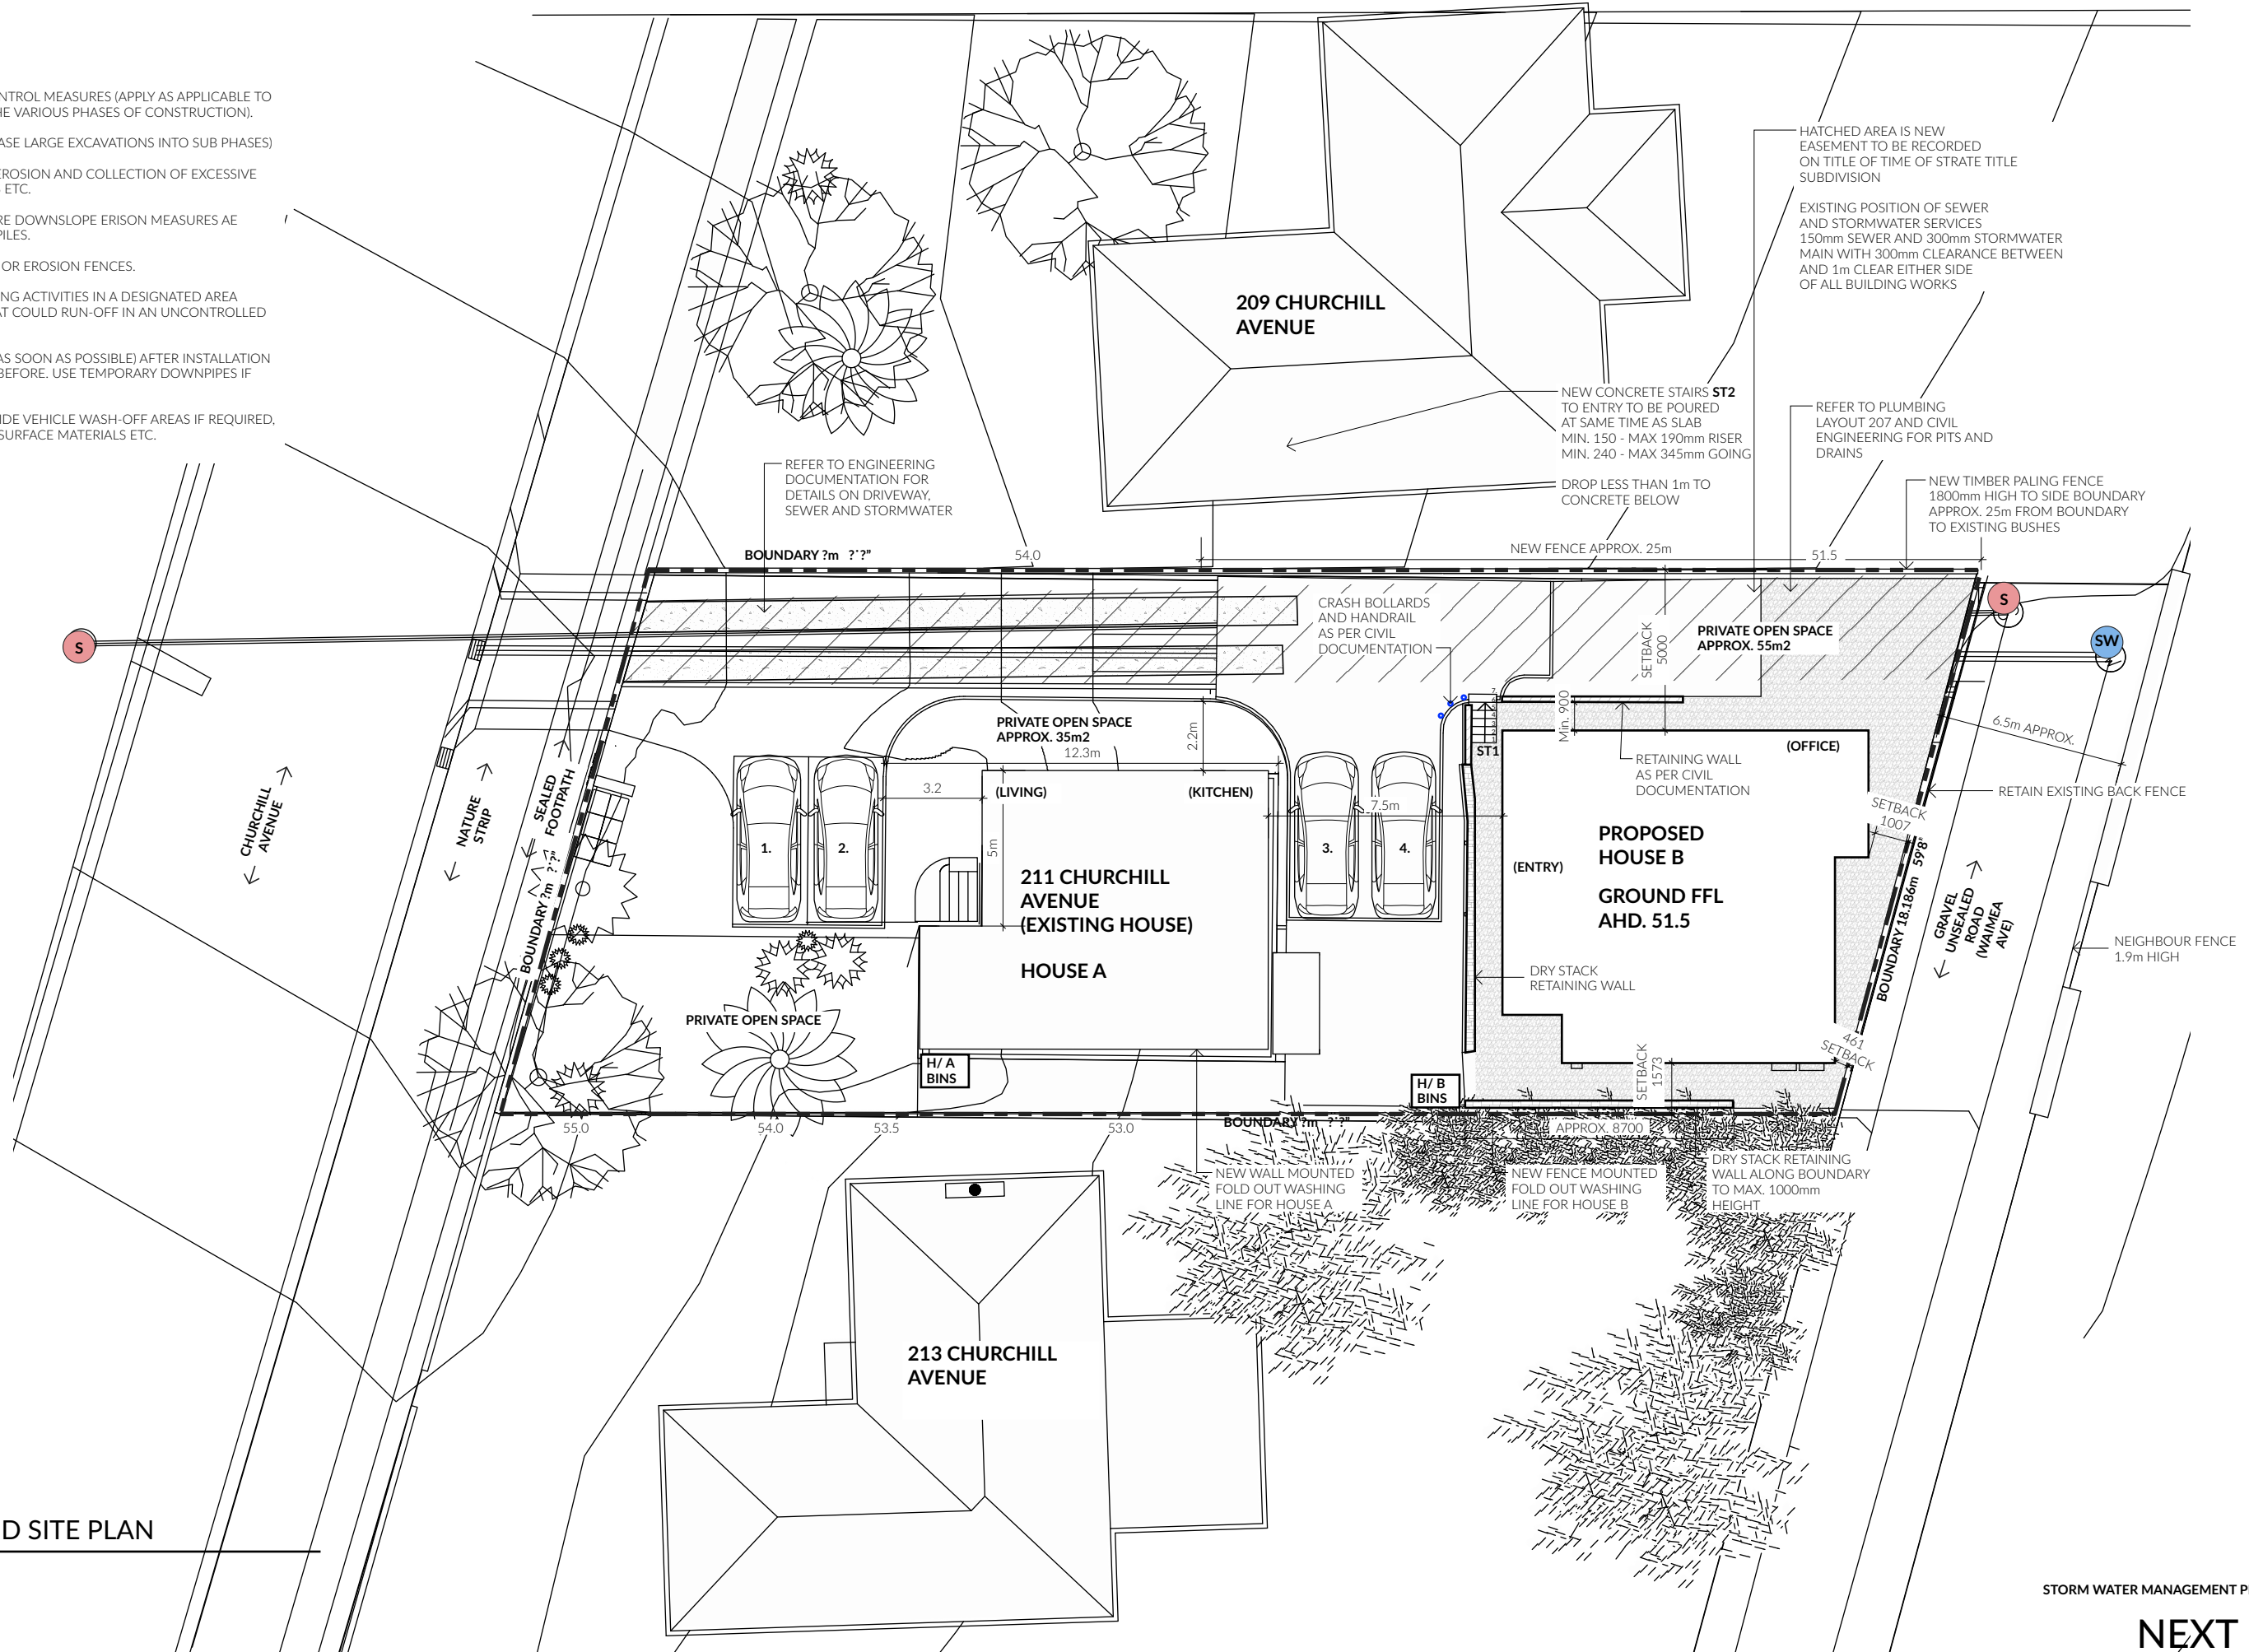 NTROL MEASURES (APPLY AS APPLICABLE TO
HE VARIOUS PHASES OF CONSTRUCTION).
ASE LARGE EXCAVATIONS INTO SUB PHASES)
EROSION AND COLLECTION OF EXCESSIVE
ETC.
RE DOWNSLOPE ERISON MEASURES AE
PILES.
OR EROSION FENCES.
NG ACTIVITIES IN A DESIGNATED AREA
AT COULD RUN-OFF IN AN UNCONTROLLED
AS SOON AS POSSIBLE) AFTER INSTALLATION
BEFORE. USE TEMPORARY DOWNPIPES IF
IDE VEHICLE WASH-OFF AREAS IF REQUIRED,
SURFACE MATERIALS ETC.
HATCHED AREA IS NEW
EASEMENT TO BE RECORDED
ON TITLE OF TIME OF STRATE TITLE
SUBDIVISION
EXISTING POSITION OF SEWER
AND STORMWATER SERVICES
150mm SEWER AND 300mm STORMWATER
MAIN WITH 300mm CLEARANCE BETWEEN
AND 1m CLEAR EITHER SIDE
OF ALL BUILDING WORKS
209 CHURCHILL
AVENUE
NEW CONCRETE STAIRS ST2
TO ENTRY TO BE POURED
AT SAME TIME AS SLAB
MIN. 150 - MAX 190mm RISER
MIN. 240 - MAX 345mm GOING
DROP LESS THAN 1m TO
CONCRETE BELOW
REFER TO PLUMBING
LAYOUT 207 AND CIVIL
ENGINEERING FOR PITS AND
DRAINS
REFER TO ENGINEERING
DOCUMENTATION FOR
DETAILS ON DRIVEWAY,
SEWER AND STORMWATER
NEW TIMBER PALING FENCE
1800mm HIGH TO SIDE BOUNDARY
APPROX. 25m FROM BOUNDARY
TO EXISTING BUSHES
BOUNDARY ?m ?'?"
54.0
NEW FENCE APPROX. 25m
51.5
S
CRASH BOLLARDS
AND HANDRAIL
AS PER CIVIL
DOCUMENTATION
SETBACK
5000
PRIVATE OPEN SPACE
APPROX. 55m2
S
SW
PRIVATE OPEN SPACE
APPROX. 35m2
12.3m
2.2m
ST1
Min. 900
(OFFICE)
6.5m APPROX.
RETAINING WALL
AS PER CIVIL
DOCUMENTATION
RETAIN EXISTING BACK FENCE
CHURCHILL
AVENUE
NATURE
STRIP
SEALED
FOOTPATH
3.2
(LIVING)
(KITCHEN)
7.5m
SETBACK
1007
1.
2.
5m
3.
4.
PROPOSED
HOUSE B
GROUND FFL
AHD. 51.5
(ENTRY)
211 CHURCHILL
AVENUE
(EXISTING HOUSE)
HOUSE A
BOUNDARY ?m ?'?"
BOUNDARY 18.186m 59'8'
GRAVEL
UNSEALED
ROAD
(WAIMEA
AVE)
NEIGHBOUR FENCE
1.9m HIGH
DRY STACK
RETAINING WALL
PRIVATE OPEN SPACE
461
SETBACK
H/ A
BINS
H/ B
BINS
SETBACK
1573
55.0
54.0
53.5
53.0
BOUNDARY ?m ?'?"
APPROX. 8700
NEW WALL MOUNTED
FOLD OUT WASHING
LINE FOR HOUSE A
NEW FENCE MOUNTED
FOLD OUT WASHING
LINE FOR HOUSE B
DRY STACK RETAINING
WALL ALONG BOUNDARY
TO MAX. 1000mm
HEIGHT
213 CHURCHILL
AVENUE
D SITE PLAN
STORM WATER MANAGEMENT P
NEXT